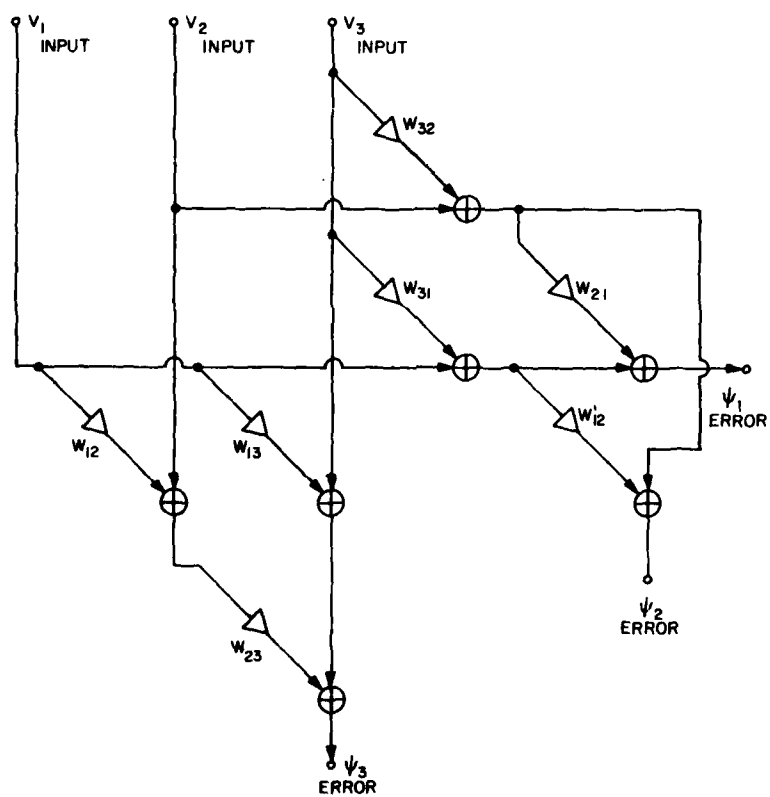 V1 INPUT
V2 INPUT
V3 INPUT
W32
W31
W21
W12
W13
W'12
ψ1 ERROR
ψ2 ERROR
W23
ψ3 ERROR